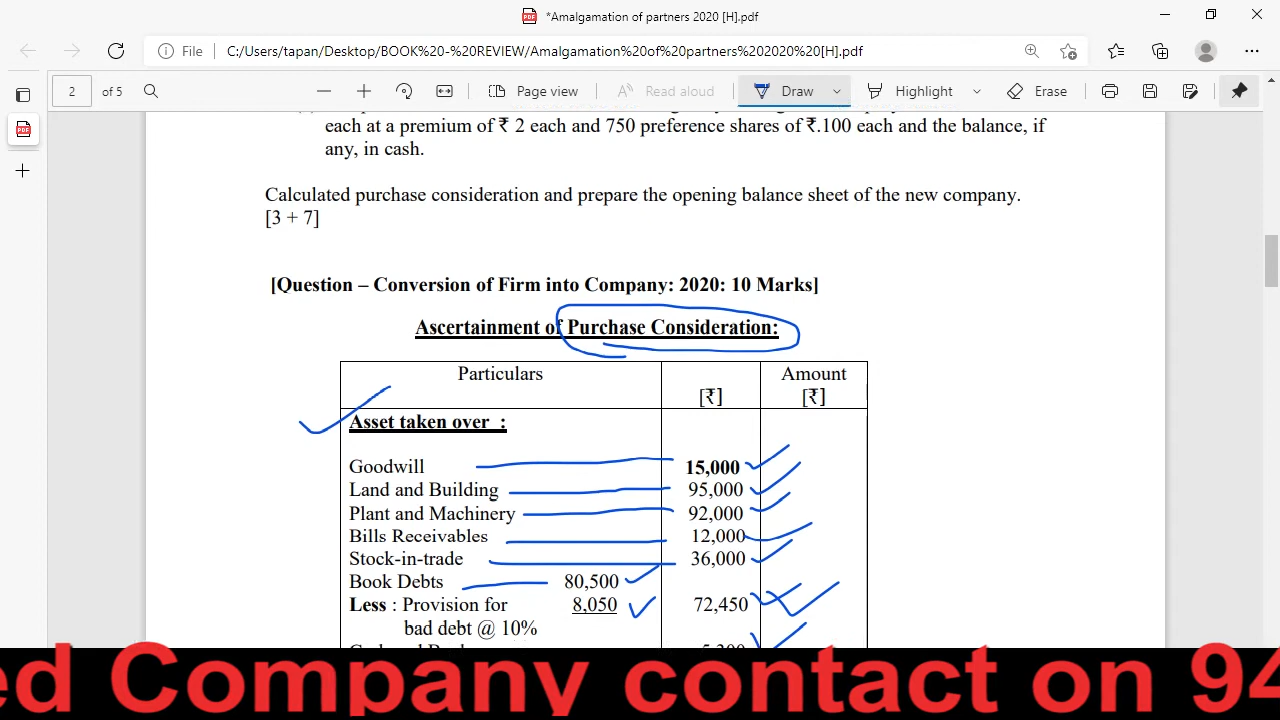 *Amalgamation of partners 2020 [H].pdf
File C:/Users/tapan/Desktop/BOOK%20-%20REVIEW/Amalgamation%20of%20partners%202020%20[H].pdf
2 of 5 Page view Read aloud Draw Highlight Erase
each at a premium of ₹ 2 each and 750 preference shares of ₹.100 each and the balance, if
any, in cash.
Calculated purchase consideration and prepare the opening balance sheet of the new company.
[3 + 7]
[Question – Conversion of Firm into Company: 2020: 10 Marks]
Ascertainment of Purchase Consideration:
Particulars [₹] Amount [₹]
Asset taken over :
Goodwill 15,000
Land and Building 95,000
Plant and Machinery 92,000
Bills Receivables 12,000
Stock-in-trade 36,000
Book Debts 80,500
Less : Provision for 8,050 72,450
bad debt @ 10%
ed Company contact on 94